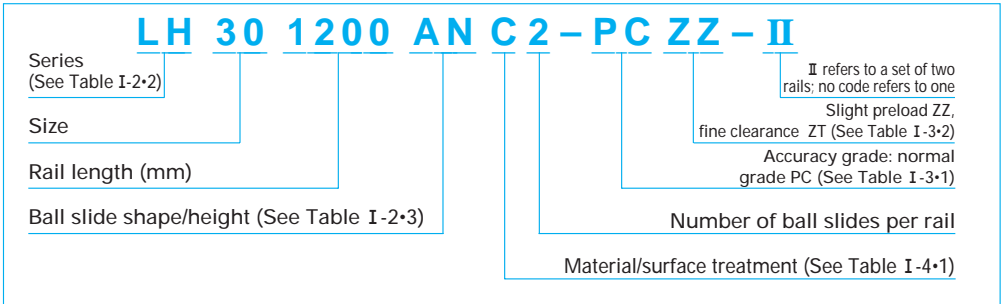 LH 30 1200 AN C 2 – PC ZZ – Ⅱ
Series
(See Table Ⅰ-2•2)
Size
Rail length (mm)
Ball slide shape/height (See Table Ⅰ-2•3)
Ⅱ refers to a set of two
rails; no code refers to one
Slight preload ZZ,
fine clearance ZT (See Table Ⅰ-3•2)
Accuracy grade: normal
grade PC (See Table Ⅰ-3•1)
Number of ball slides per rail
Material/surface treatment (See Table Ⅰ-4•1)